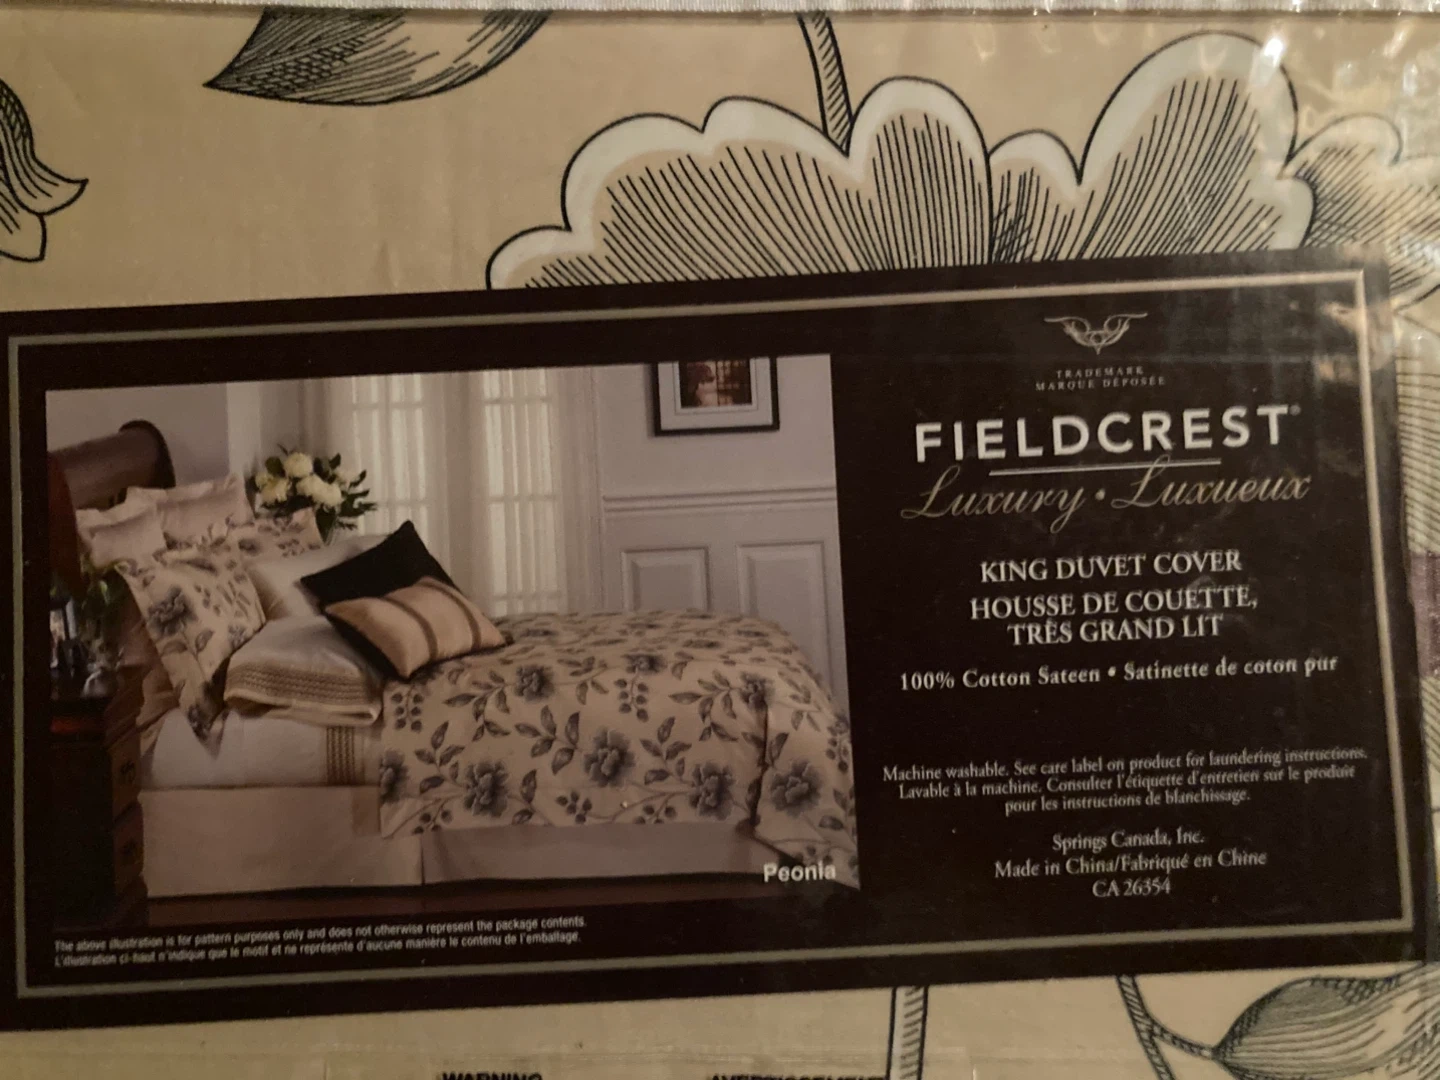 TRADEMARK
MARQUE DÉPOSÉE
FIELDCREST®
Luxury • Luxueux
KING DUVET COVER
HOUSSE DE COUETTE,
TRÈS GRAND LIT
100% Cotton Sateen • Satinette de coton pur
Machine washable. See care label on product for laundering instructions.
Lavable à la machine. Consulter l'étiquette d'entretien sur le produit
pour les instructions de blanchissage.
Springs Canada, Inc.
Made in China/Fabriqué en Chine
CA 26354
Peonia
The above illustration is for pattern purposes only and does not otherwise represent the package contents.
L'illustration ci-haut n'indique que le motif et ne représente d'aucune manière le contenu de l'emballage.
WARNING AVERTISSEMENT